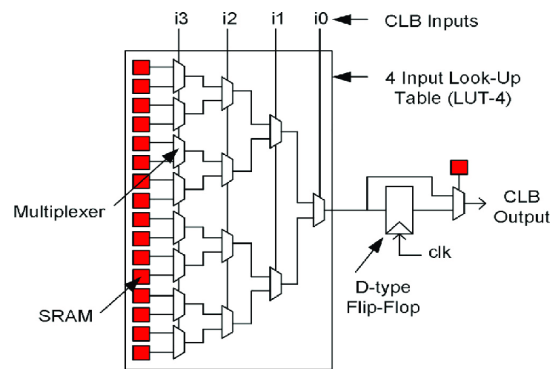 i3 i2 i1 i0 CLB Inputs
4 Input Look-Up
Table (LUT-4)
Multiplexer
CLB
Output
clk
D-type
Flip-Flop
SRAM